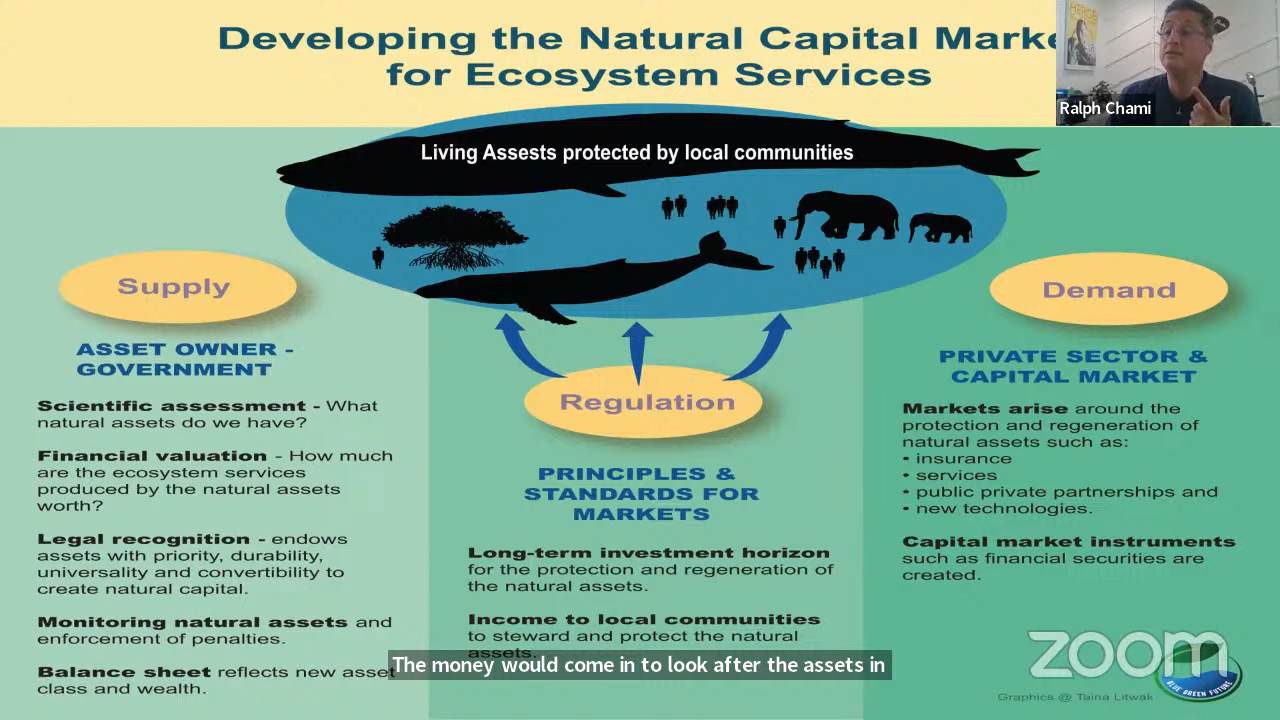 Developing the Natural Capital Marke
for Ecosystem Services
Ralph Chami
Living Assests protected by local communities
Supply
ASSET OWNER -
GOVERNMENT
Scientific assessment - What
natural assets do we have?
Financial valuation - How much
are the ecosystem services
produced by the natural assets
worth?
Legal recognition - endows
assets with priority, durability,
universality and convertibility to
create natural capital.
Monitoring natural assets and
enforcement of penalties.
Balance sheet reflects new asset
class and wealth.
Regulation
PRINCIPLES &
STANDARDS FOR
MARKETS
Long-term investment horizon
for the protection and regeneration of
the natural assets.
Income to local communities
to steward and protect the natural
assets.
Demand
PRIVATE SECTOR &
CAPITAL MARKET
Markets arise around the
protection and regeneration of
natural assets such as:
• insurance
• services
• public private partnerships and
• new technologies.
Capital market instruments
such as financial securities are
created.
The money would come in to look after the assets in
zoom
BLUE GREEN FUTURE
Graphics @ Taina Litwak